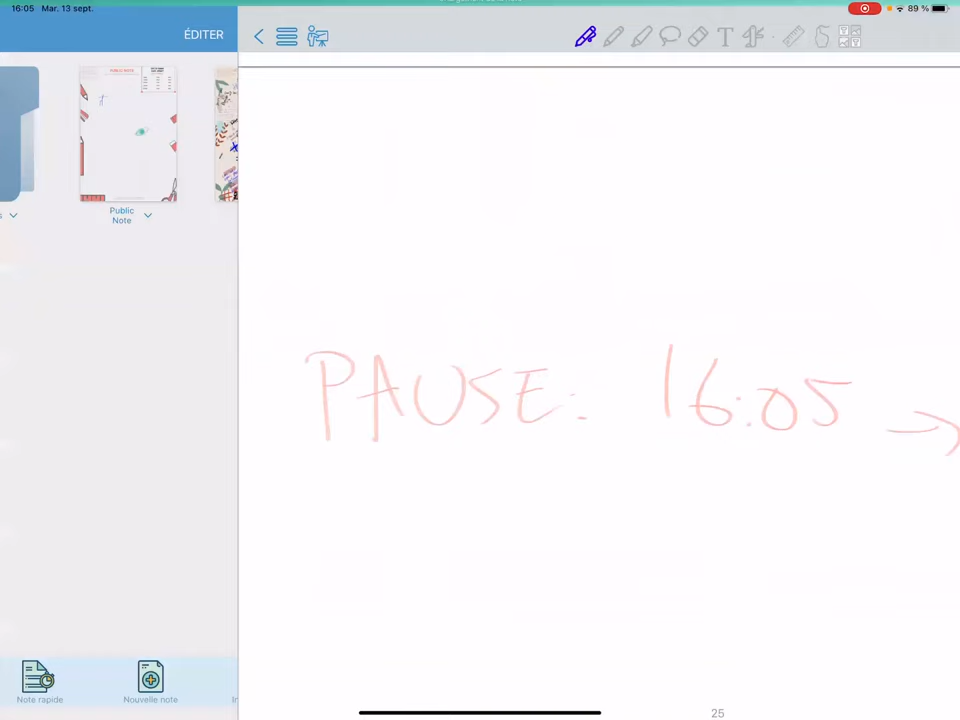 16:05 Mar. 13 sept.
89 %
ÉDITER
PUBLIC NOTE
Public
Note
PAUSE: 16:05 →
Note rapide
Nouvelle note
25